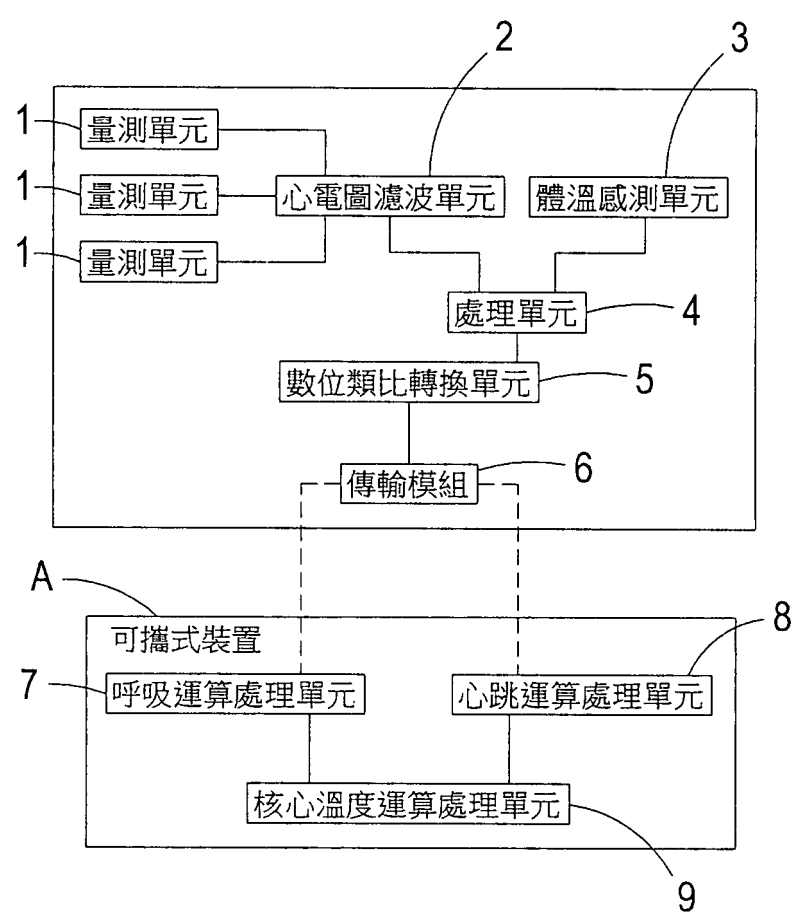 2
3
1
量測單元
1
量測單元
心電圖濾波單元
體溫感測單元
1
量測單元
處理單元
4
數位類比轉換單元
5
傳輸模組
6
A
可攜式裝置
8
7
呼吸運算處理單元
心跳運算處理單元
核心溫度運算處理單元
9